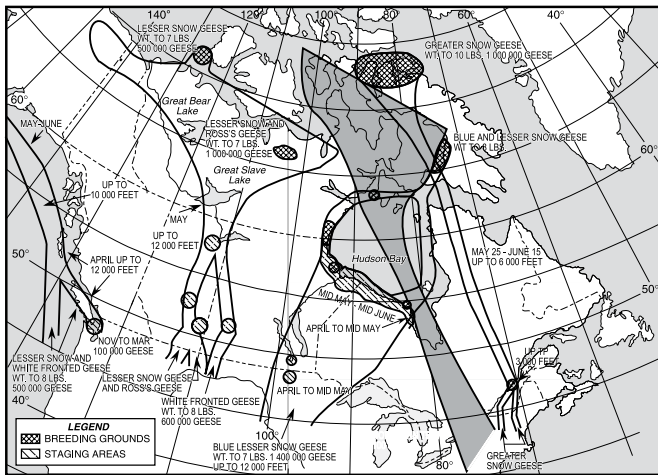 140°
120°
110°
100°
90°
80°
70°
60°
50°
40°
LESSER SNOW GEESE
WT. TO 7 LBS.
500 000 GEESE
GREATER SNOW GEESE
WT. TO 10 LBS. 1 000 000 GEESE
60°
MAY-JUNE
Great Bear
Lake
LESSER SNOW AND
ROSS'S GEESE
WT. TO 7 LBS.
1 000 000 GEESE
BLUE AND LESSER SNOW GEESE
WT TO 8 LBS.
60°
Great Slave
Lake
UP TO
10 000 FEET
MAY
UP TO
12 000 FEET
50°
APRIL UP TO
12 000 FEET
Hudson Bay
MAY 25 - JUNE 15
UP TO 6 000 FEET
50°
MID MAY - MID JUNE
APRIL TO MID MAY
NOV TO MAR
100 000 GEESE
UP TO
3 000 FEET
LESSER SNOW AND
WHITE FRONTED GEESE
WT. TO 8 LBS.
500 000 GEESE
LESSER SNOW GEESE
AND ROSS'S GEESE
APRIL TO MID MAY
40°
WHITE FRONTED GEESE
WT. TO 8 LBS.
600 000 GEESE
LEGEND
BREEDING GROUNDS
STAGING AREAS
100°
BLUE LESSER SNOW GEESE
WT. TO 7 LBS. 1 400 000 GEESE
UP TO 12 000 FEET
80°
GREATER
SNOW GEESE